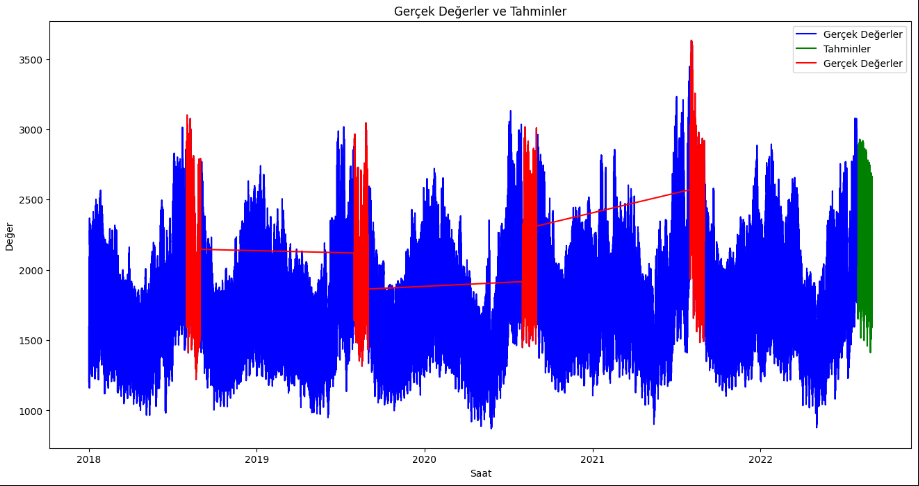 Gerçek Değerler ve Tahminler
Gerçek Değerler
Tahminler
Gerçek Değerler
Değer
3500
3000
2500
2000
1500
1000
2018
2019
2020
2021
2022
Saat